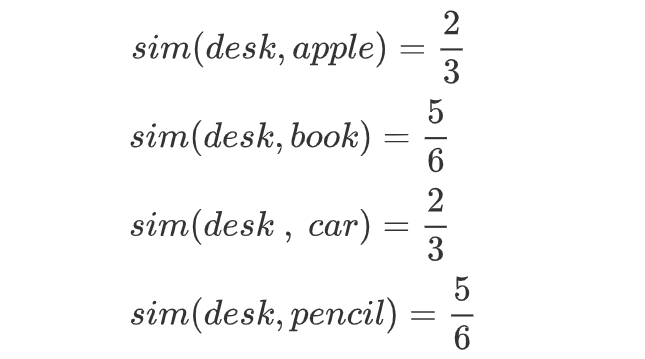 sim(desk, apple) = 2/3
sim(desk, book) = 5/6
sim(desk , car) = 2/3
sim(desk, pencil) = 5/6